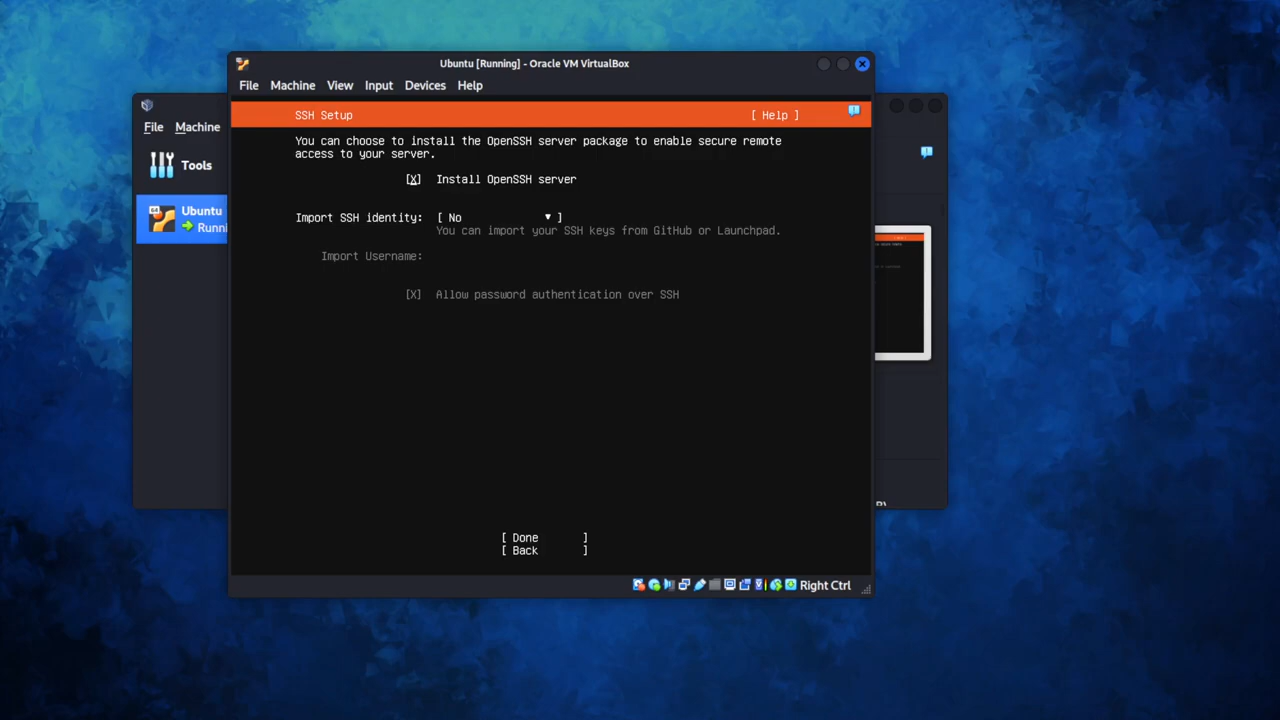 Ubuntu [Running] - Oracle VM VirtualBox
File Machine View Input Devices Help
SSH Setup [ Help ]
You can choose to install the OpenSSH server package to enable secure remote
access to your server.
[X] Install OpenSSH server
Import SSH identity: [ No ▼ ]
You can import your SSH keys from GitHub or Launchpad.
Import Username:
[X] Allow password authentication over SSH
[ Done ]
[ Back ]
Right Ctrl
File Machine
Tools
64
Ubuntu
Runni